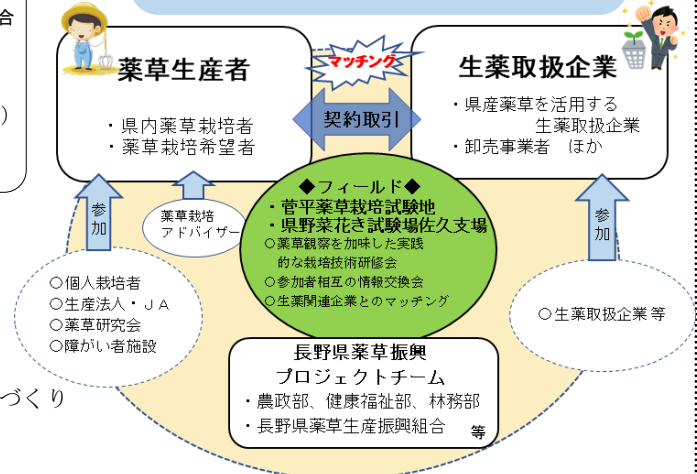 合
）
薬草生産者
・県内薬草栽培者
・薬草栽培希望者
マッチング
契約取引
生薬取扱企業
・県産薬草を活用する
生薬取扱企業
・卸売事業者　ほか
参加
薬草栽培
アドバイザー
◆フィールド◆
・菅平薬草栽培試験地
・県野菜花き試験場佐久支場
○薬草観察を加味した実践
的な栽培技術研修会
○参加者相互の情報交換会
○生薬関連企業とのマッチング
参加
○個人栽培者
○生産法人・ＪＡ
○薬草研究会
○障がい者施設
○生薬取扱企業 等
長野県薬草振興
プロジェクトチーム
・農政部、健康福祉部、林務部
・長野県薬草生産振興組合　等
づくり